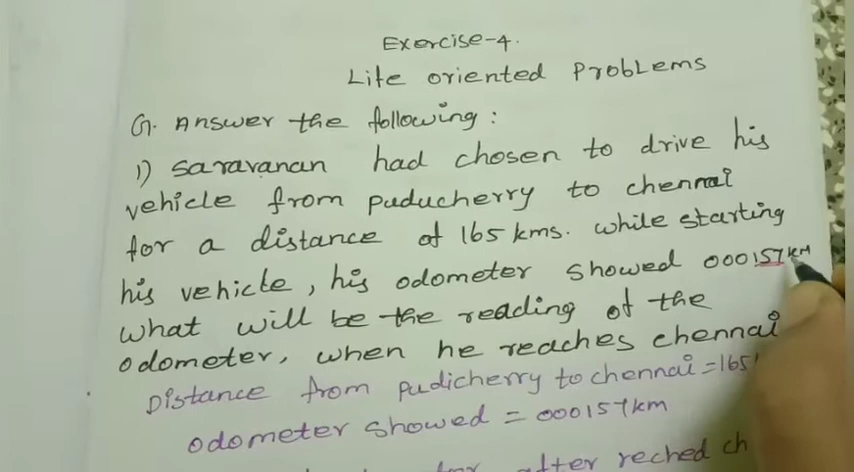 Exercise-4.
Life oriented Problems
G. Answer the following:
1) Saravanan had chosen to drive his
vehicle from puducherry to chennai
for a distance of 165 kms. while starting
his vehicle, his odometer showed 000157KM
what will be the reading of the
odometer, when he reaches chennai
Distance from pudicherry to chennai = 165
odometer showed = 000157km
after reched ch